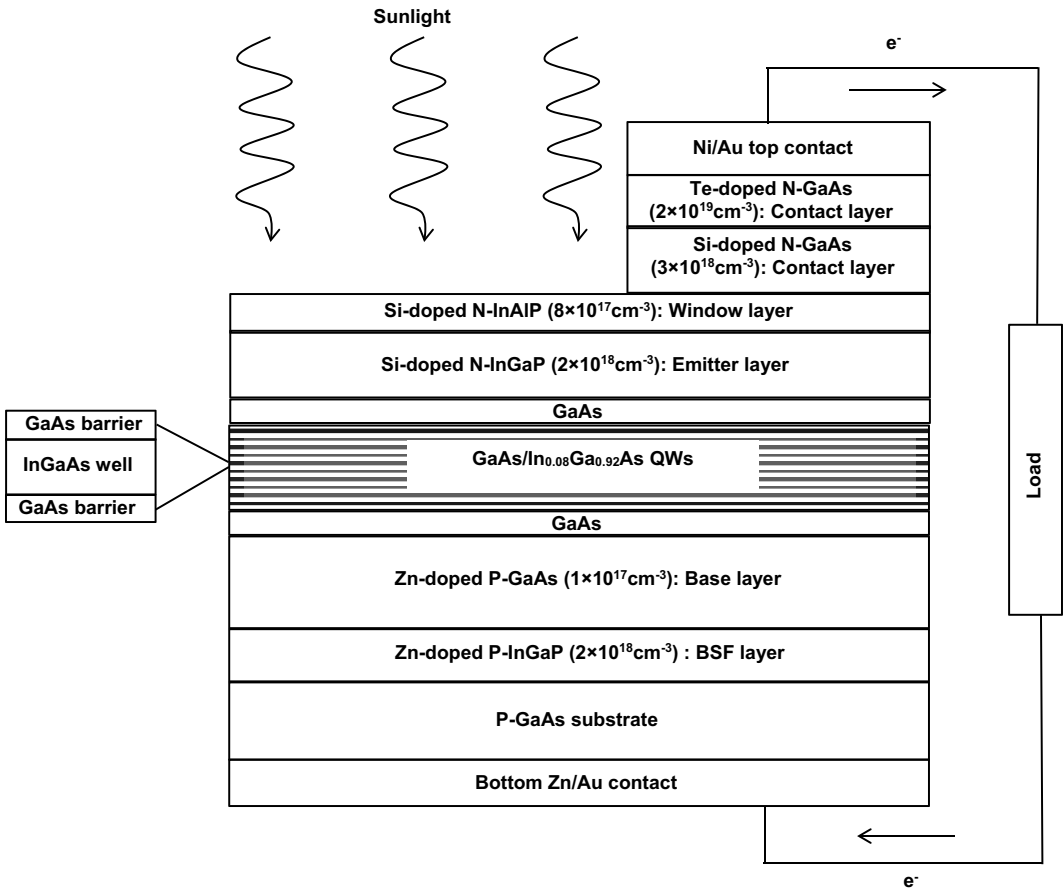 Sunlight
e⁻
Ni/Au top contact
Te-doped N-GaAs
(2×10¹⁹cm⁻³): Contact layer
Si-doped N-GaAs
(3×10¹⁸cm⁻³): Contact layer
Si-doped N-InAlP (8×10¹⁷cm⁻³): Window layer
Si-doped N-InGaP (2×10¹⁸cm⁻³): Emitter layer
GaAs
GaAs barrier
InGaAs well
GaAs barrier
GaAs/In₀.₀₈Ga₀.₉₂As QWs
Load
GaAs
Zn-doped P-GaAs (1×10¹⁷cm⁻³): Base layer
Zn-doped P-InGaP (2×10¹⁸cm⁻³) : BSF layer
P-GaAs substrate
Bottom Zn/Au contact
e⁻